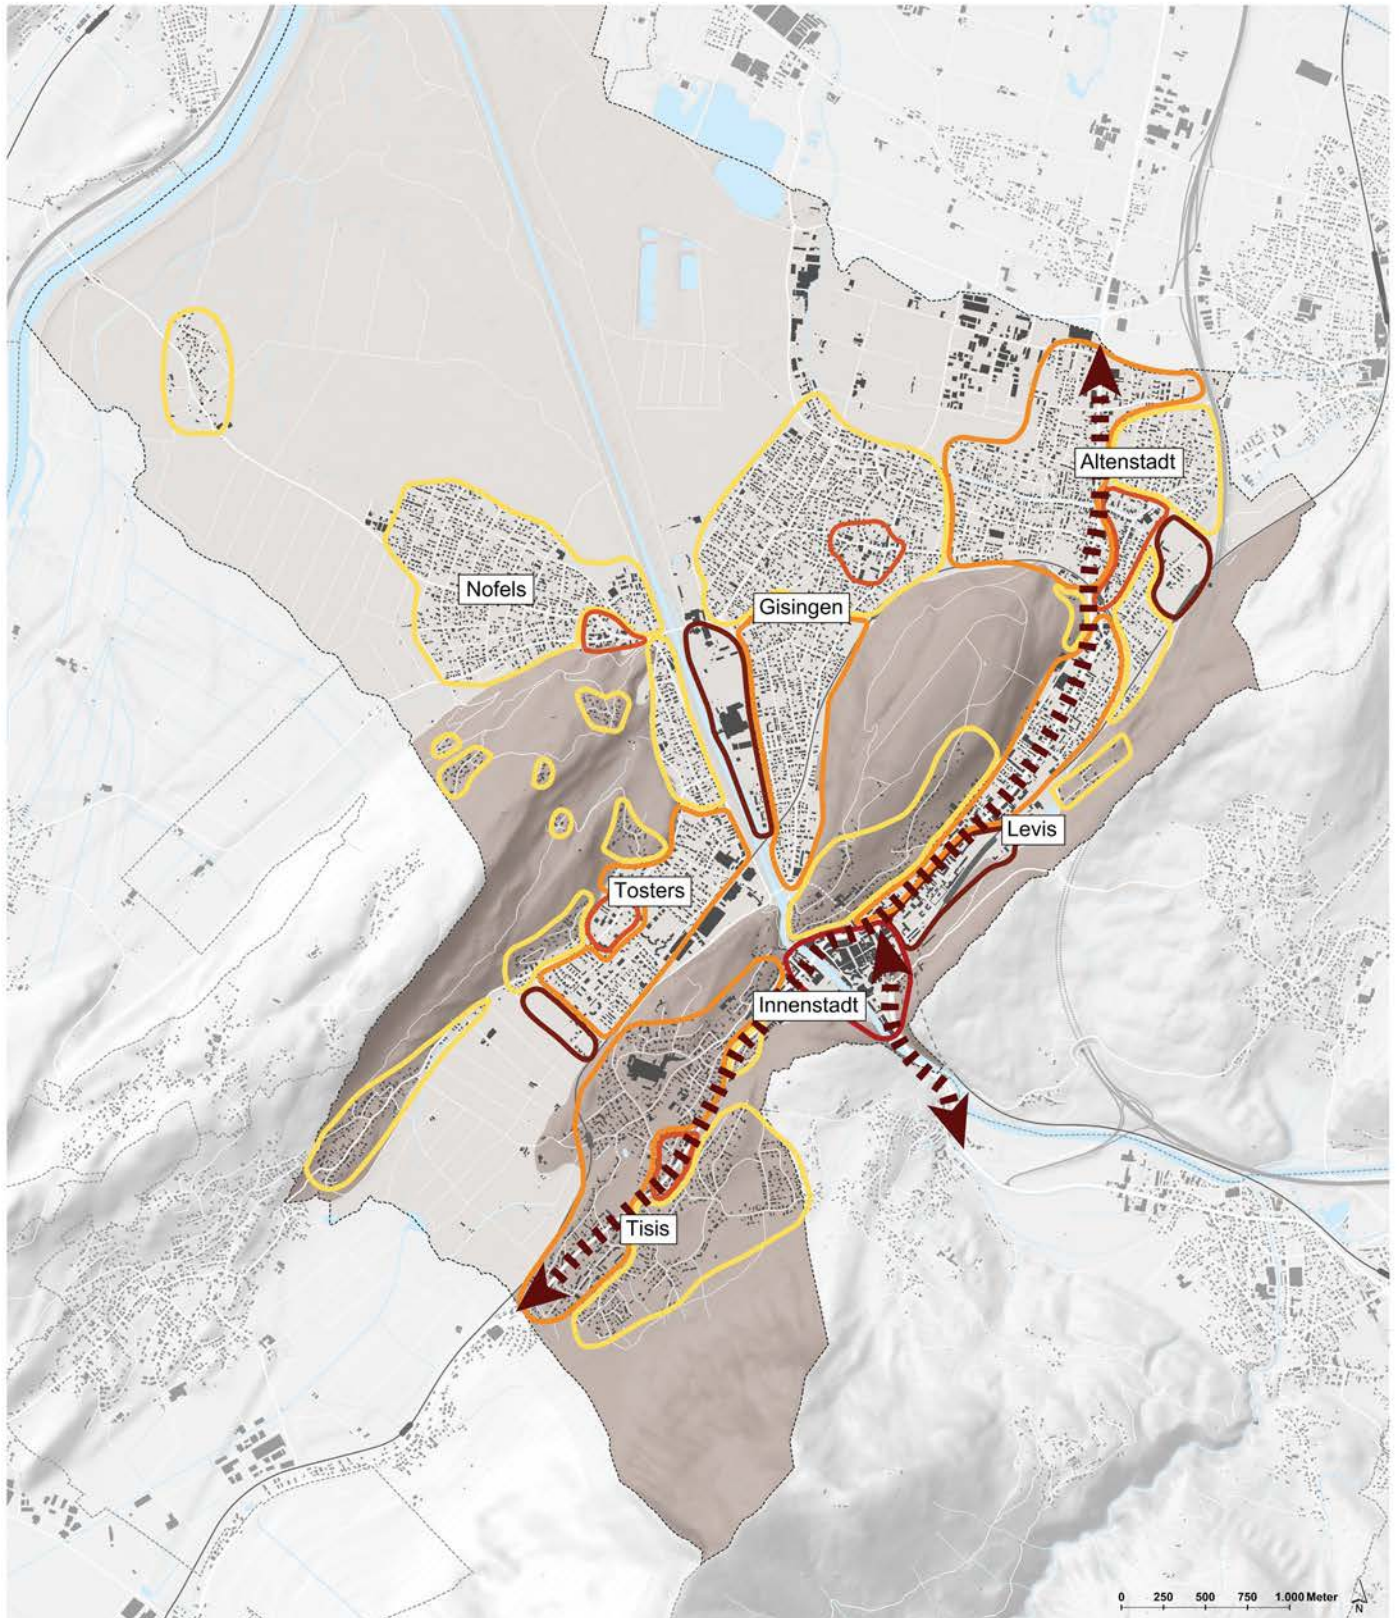 Altenstadt
Nofels
Gisingen
Levis
Tosters
Innenstadt
Tisis
0 250 500 750 1.000 Meter
N